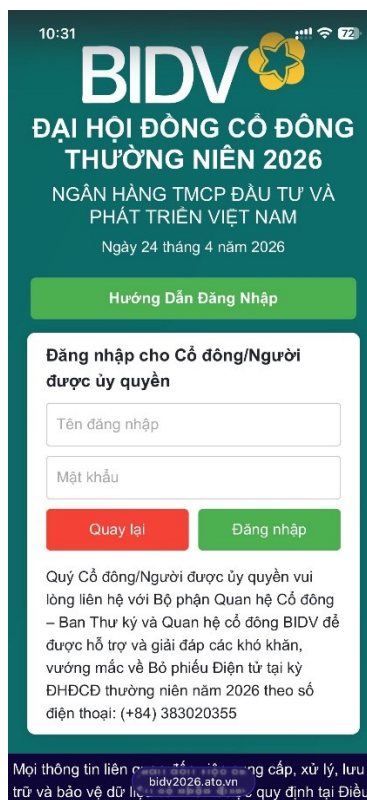 10:31
72
BIDV
ĐẠI HỘI ĐỒNG CỔ ĐÔNG
THƯỜNG NIÊN 2026
NGÂN HÀNG TMCP ĐẦU TƯ VÀ
PHÁT TRIỂN VIỆT NAM
Ngày 24 tháng 4 năm 2026
Hướng Dẫn Đăng Nhập
Đăng nhập cho Cổ đông/Người
được ủy quyền
Tên đăng nhập
Mật khẩu
Quay lại
Đăng nhập
Quý Cổ đông/Người được ủy quyền vui
lòng liên hệ với Bộ phận Quan hệ Cổ đông
– Ban Thư ký và Quan hệ cổ đông BIDV để
được hỗ trợ và giải đáp các khó khăn,
vướng mắc về Bỏ phiếu Điện tử tại kỳ
ĐHĐCĐ thường niên năm 2026 theo số
điện thoại: (+84) 383020355
Mọi thông tin liên cung cấp, xử lý, lưu
bidv2026.ato.vn
trữ và bảo vệ dữ quy định tại Điều